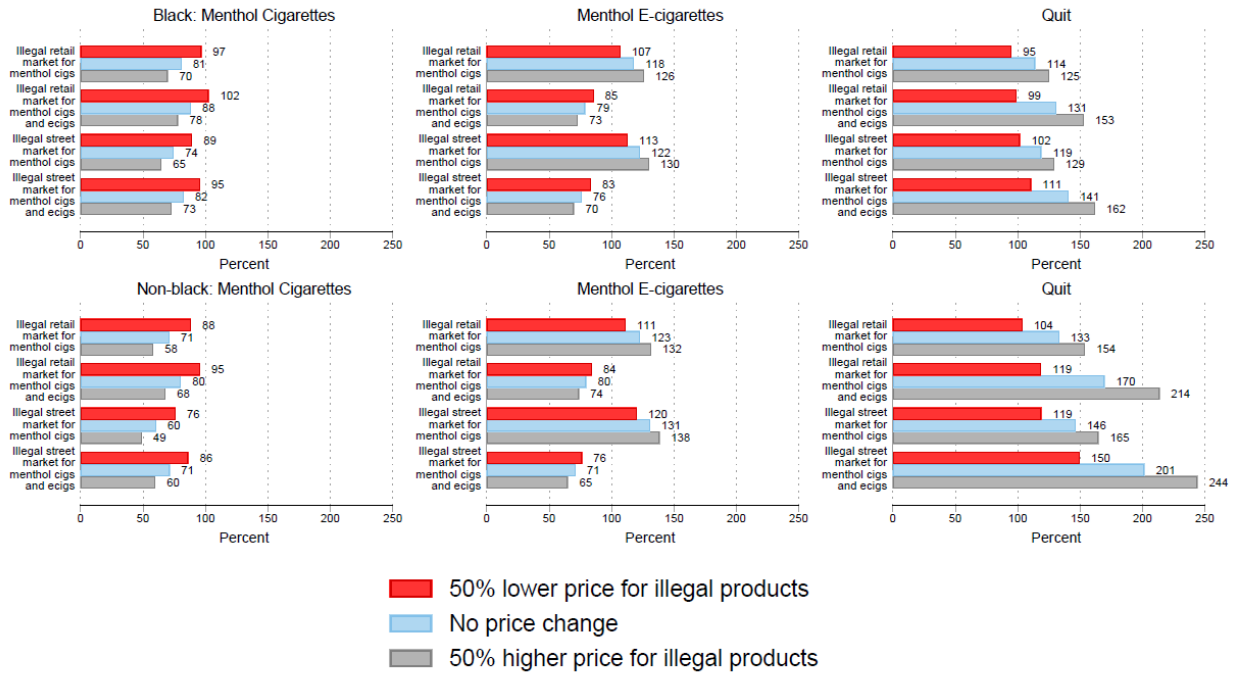 Black: Menthol Cigarettes
Illegal retail
market for
menthol cigs
97
81
70
Illegal retail
market for
menthol cigs
and ecigs
102
88
78
Illegal street
market for
menthol cigs
89
74
65
Illegal street
market for
menthol cigs
and ecigs
95
82
73
0 50 100 150 200 250
Percent
Menthol E-cigarettes
Illegal retail
market for
menthol cigs
107
118
126
Illegal retail
market for
menthol cigs
and ecigs
85
79
73
Illegal street
market for
menthol cigs
113
122
130
Illegal street
market for
menthol cigs
and ecigs
83
76
70
0 50 100 150 200 250
Percent
Quit
Illegal retail
market for
menthol cigs
95
114
125
Illegal retail
market for
menthol cigs
and ecigs
99
131
153
Illegal street
market for
menthol cigs
102
119
129
Illegal street
market for
menthol cigs
and ecigs
111
141
162
0 50 100 150 200 250
Percent
Non-black: Menthol Cigarettes
Illegal retail
market for
menthol cigs
88
71
58
Illegal retail
market for
menthol cigs
and ecigs
95
80
68
Illegal street
market for
menthol cigs
76
60
49
Illegal street
market for
menthol cigs
and ecigs
86
71
60
0 50 100 150 200 250
Percent
Menthol E-cigarettes
Illegal retail
market for
menthol cigs
111
123
132
Illegal retail
market for
menthol cigs
and ecigs
84
80
74
Illegal street
market for
menthol cigs
120
131
138
Illegal street
market for
menthol cigs
and ecigs
76
71
65
0 50 100 150 200 250
Percent
Quit
Illegal retail
market for
menthol cigs
104
133
154
Illegal retail
market for
menthol cigs
and ecigs
119
170
214
Illegal street
market for
menthol cigs
119
146
165
Illegal street
market for
menthol cigs
and ecigs
150
201
244
0 50 100 150 200 250
Percent
50% lower price for illegal products
No price change
50% higher price for illegal products